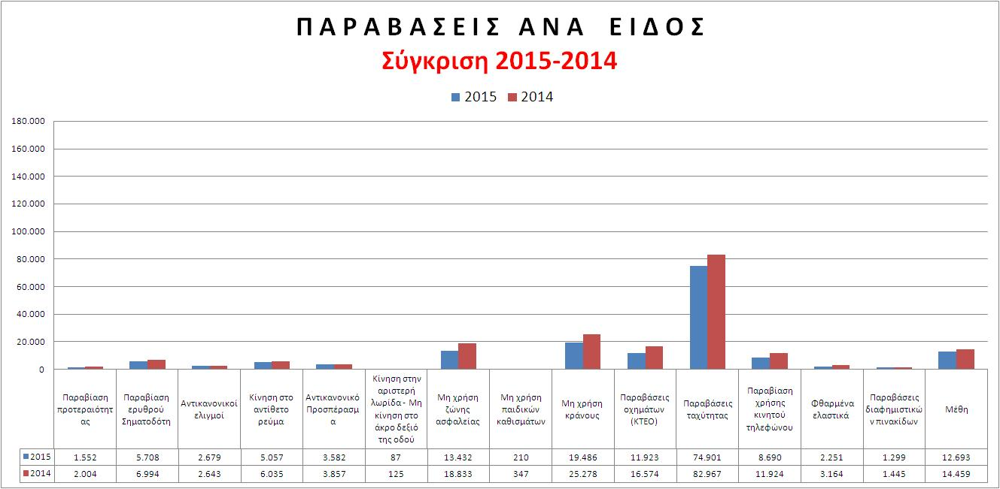 ΠΑΡΑΒΑΣΕΙΣ ΑΝΑ ΕΙΔΟΣ
Σύγκριση 2015-2014
2015 2014
180.000
160.000
140.000
120.000
100.000
80.000
60.000
40.000
20.000
0
Παραβίαση
προτεραιότητ
ας
Παραβίαση
ερυθρού
Σηματοδότη
Αντικανονικοί
ελιγμοί
Κίνηση στο
αντίθετο
ρεύμα
Αντικανονικό
Προσπέρασμ
α
Κίνηση στην
αριστερή
λωρίδα - Μη
κίνηση στο
άκρο δεξιό
της οδού
Μη χρήση
ζώνης
ασφαλείας
Μη χρήση
παιδικών
καθισμάτων
Μη χρήση
κράνους
Παραβάσεις
οχημάτων
(ΚΤΕΟ)
Παραβάσεις
ταχύτητας
Παραβίαση
χρήσης
κινητού
τηλεφώνου
Φθαρμένα
ελαστικά
Παραβάσεις
διαφημιστικώ
ν πινακίδων
Μέθη
2015 1.552 5.708 2.679 5.057 3.582 87 13.432 210 19.486 11.923 74.901 8.690 2.251 1.299 12.693
2014 2.004 6.994 2.643 6.035 3.857 125 18.833 347 25.278 16.574 82.967 11.924 3.164 1.445 14.459